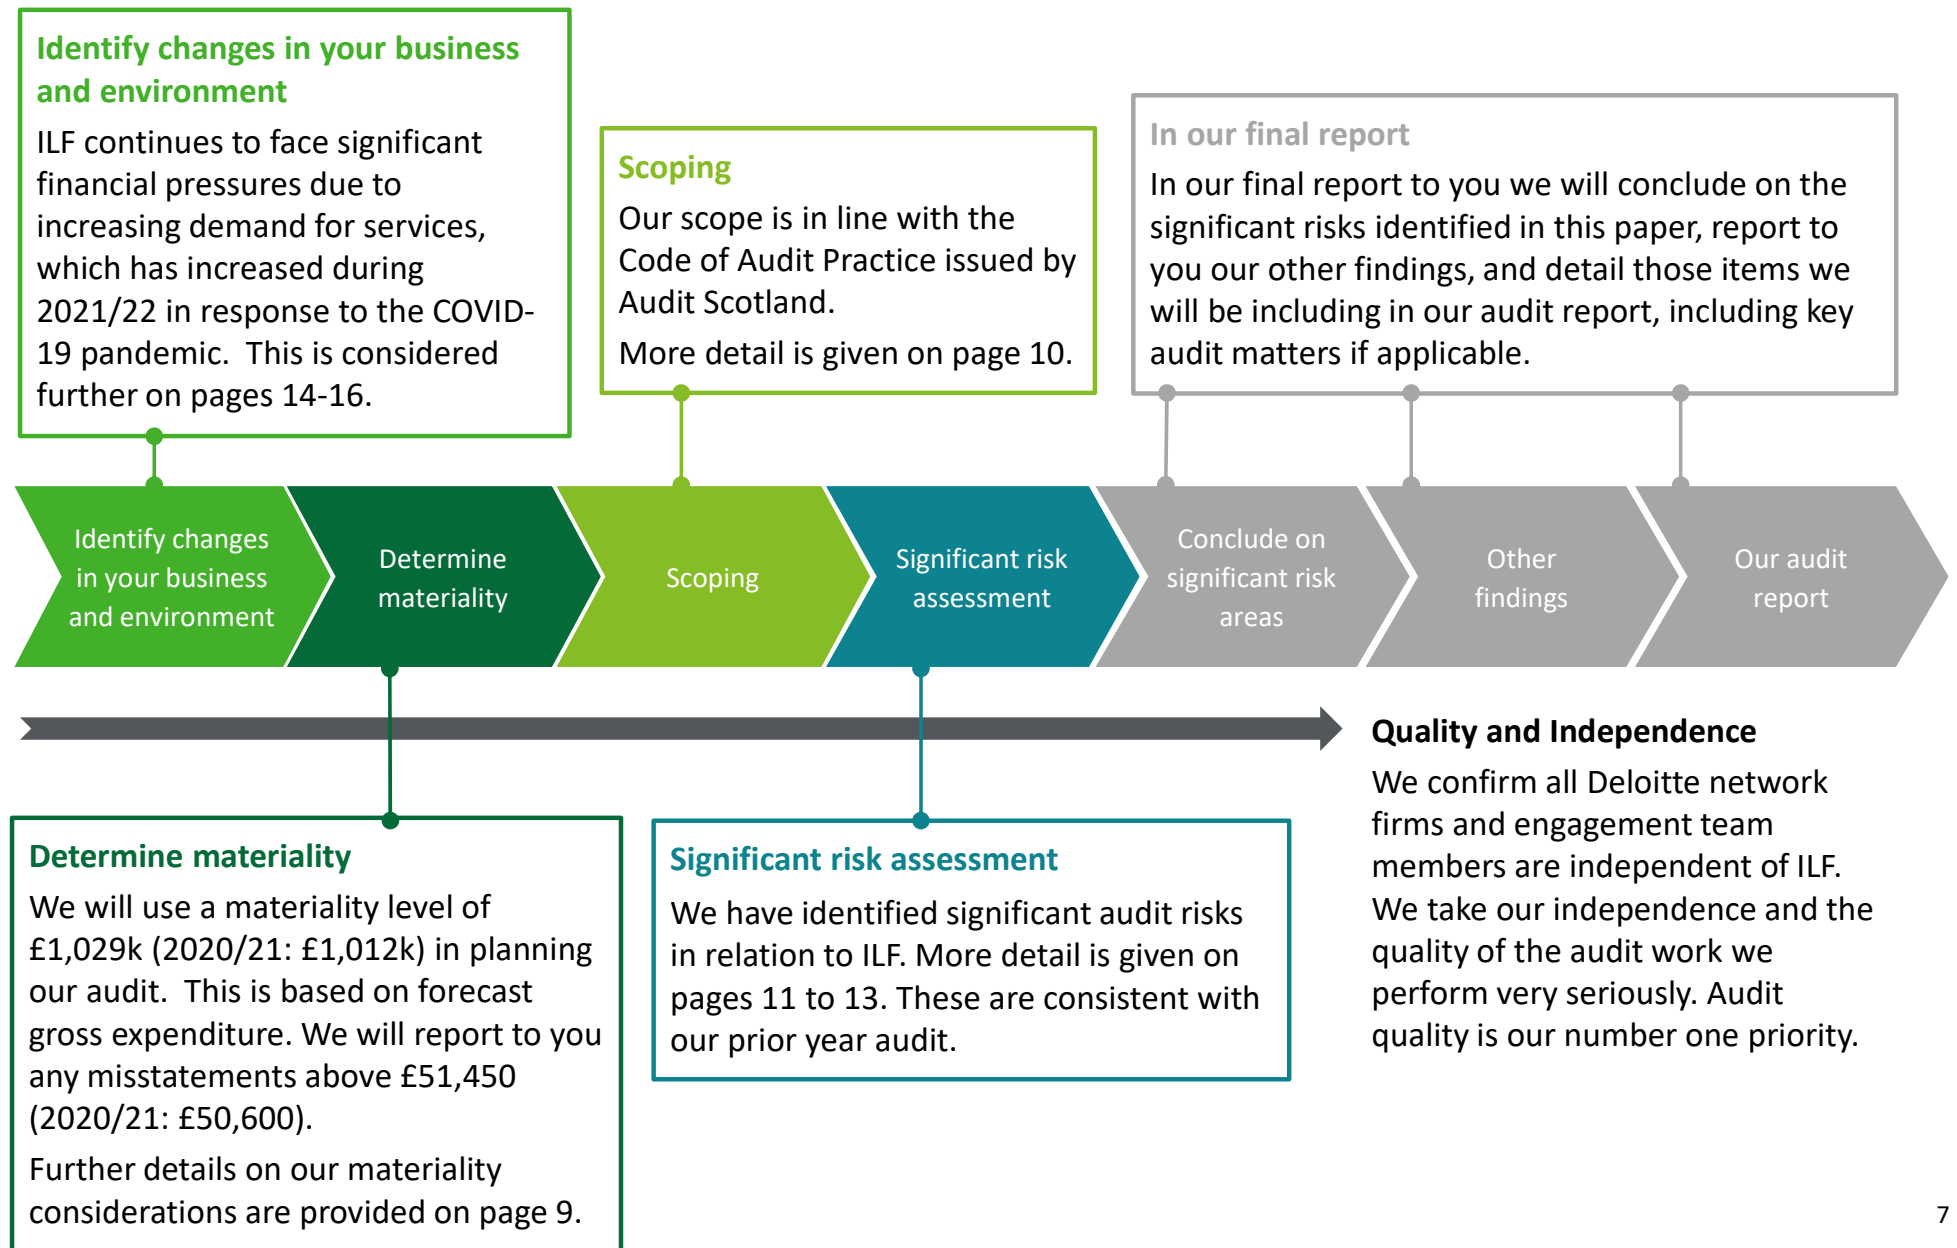 Identify changes in your business
and environment
ILF continues to face significant
financial pressures due to
increasing demand for services,
which has increased during
2021/22 in response to the COVID-
19 pandemic.  This is considered
further on pages 14-16.
Scoping
Our scope is in line with the
Code of Audit Practice issued by
Audit Scotland.
More detail is given on page 10.
In our final report
In our final report to you we will conclude on the
significant risks identified in this paper, report to
you our other findings, and detail those items we
will be including in our audit report, including key
audit matters if applicable.
Identify changes
in your business
and environment
Determine
materiality
Scoping
Significant risk
assessment
Conclude on
significant risk
areas
Other
findings
Our audit
report
Determine materiality
We will use a materiality level of
£1,029k (2020/21: £1,012k) in planning
our audit.  This is based on forecast
gross expenditure. We will report to you
any misstatements above £51,450
(2020/21: £50,600).
Further details on our materiality
considerations are provided on page 9.
Significant risk assessment
We have identified significant audit risks
in relation to ILF. More detail is given on
pages 11 to 13. These are consistent with
our prior year audit.
Quality and Independence
We confirm all Deloitte network
firms and engagement team
members are independent of ILF.
We take our independence and the
quality of the audit work we
perform very seriously. Audit
quality is our number one priority.
7